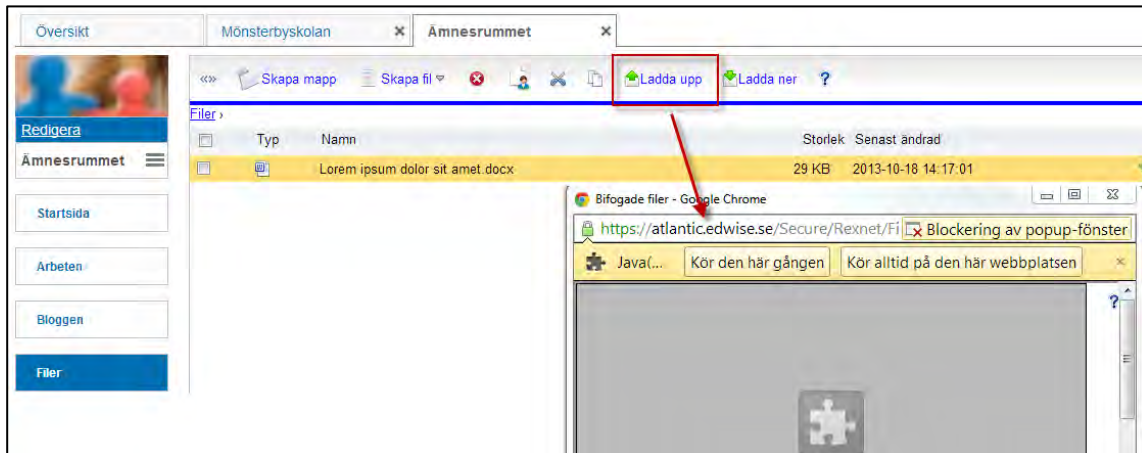 Översikt
Mönsterbyskolan
Ämnesrummet
Redigera
Ämnesrummet
Startsida
Arbeten
Bloggen
Filer
Skapa mapp Skapa fil Ladda upp Ladda ner ?
Filer ›
Typ Namn Storlek Senast ändrad
Lorem ipsum dolor sit amet.docx 29 KB 2013-10-18 14:17:01
Bifogade filer - Google Chrome
https://atlantic.edwise.se/Secure/Rexnet/Fi Blockering av popup-fönster
Java(... Kör den här gången Kör alltid på den här webbplatsen
?